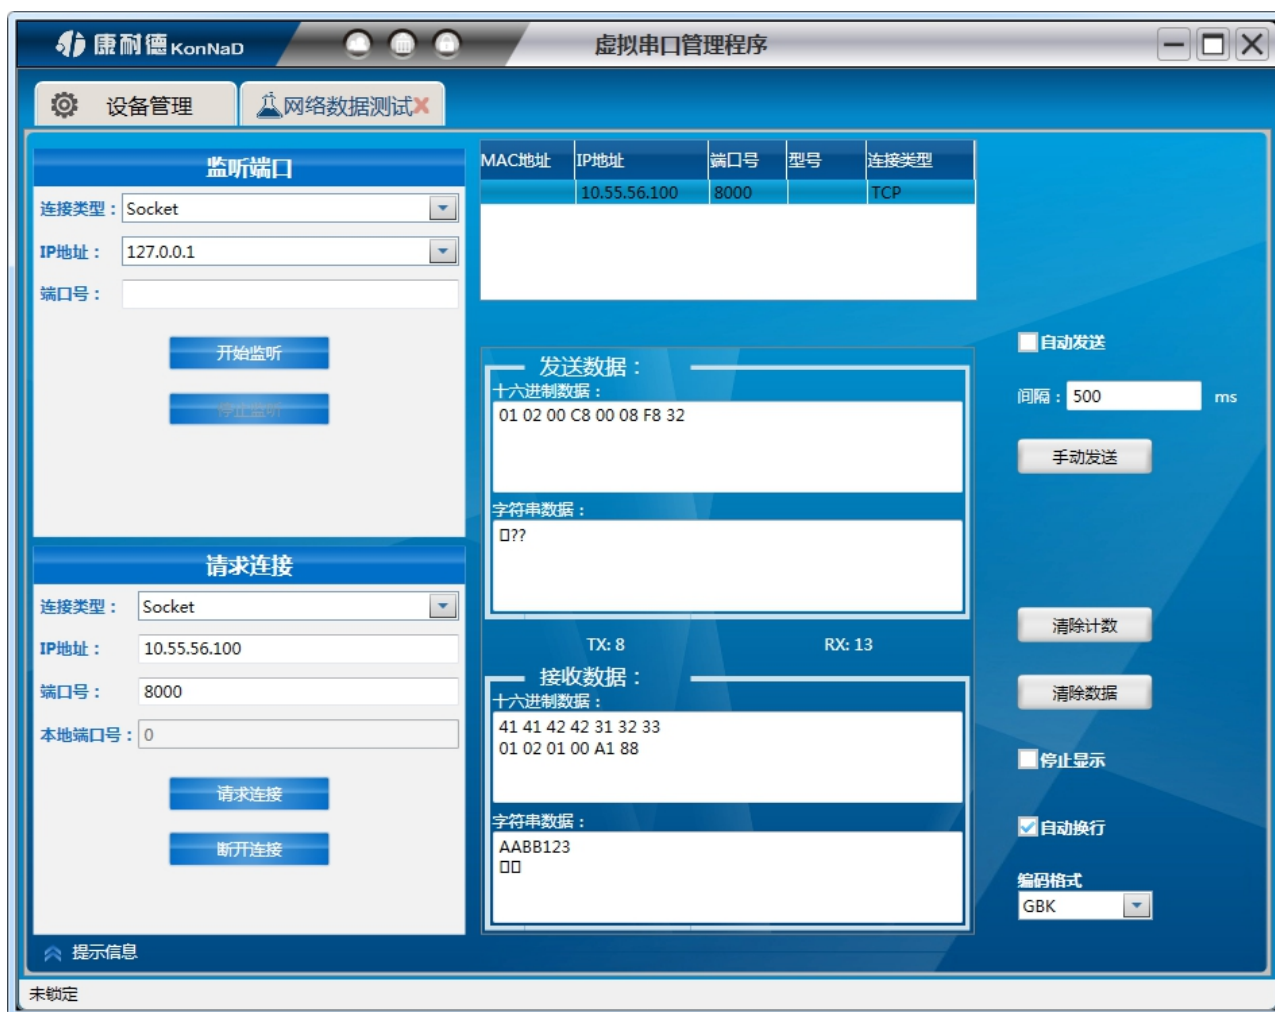 康耐德 KonNaD
虚拟串口管理程序
设备管理
网络数据测试
监听端口
连接类型：Socket
IP地址：127.0.0.1
端口号：
开始监听
停止监听
请求连接
连接类型：Socket
IP地址：10.55.56.100
端口号：8000
本地端口号：0
请求连接
断开连接
MAC地址 IP地址 端口号 型号 连接类型
10.55.56.100 8000 TCP
发送数据：
十六进制数据：
01 02 00 C8 00 08 F8 32
字符串数据：
□??
TX: 8 RX: 13
接收数据：
十六进制数据：
41 41 42 42 31 32 33
01 02 01 00 A1 88
字符串数据：
AABB123
□□
自动发送
间隔：500 ms
手动发送
清除计数
清除数据
停止显示
自动换行
编码格式
GBK
提示信息
未锁定